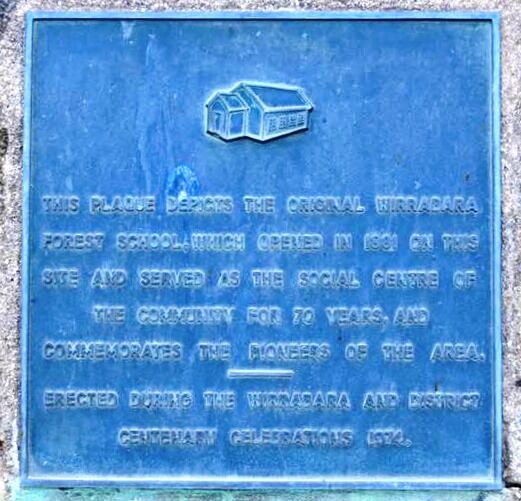 THIS PLAQUE DEPICTS THE ORIGINAL WIRRABARA
FOREST SCHOOL, WHICH OPENED IN 1881 ON THIS
SITE AND SERVED AS THE SOCIAL CENTRE OF
THE COMMUNITY FOR 70 YEARS, AND
COMMEMORATES THE PIONEERS OF THE AREA.
ERECTED DURING THE WIRRABARA AND DISTRICT
CENTENARY CELEBRATIONS 1974.